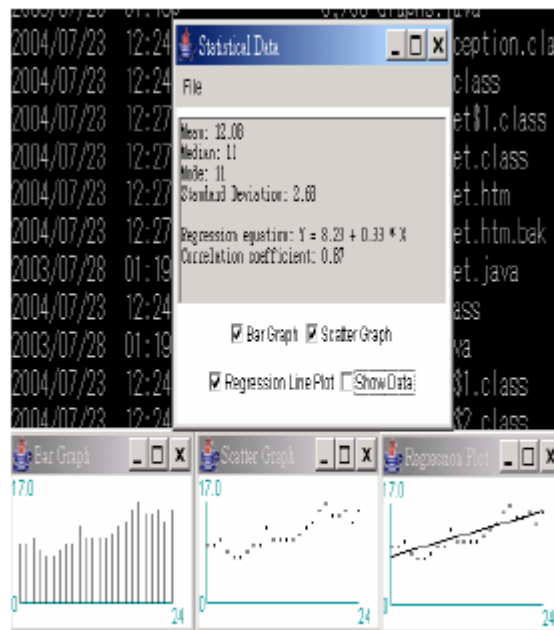 2004/07/23 12:24
2004/07/23 12:24
2004/07/23 12:27
2004/07/23 12:27
2004/07/23 12:27
2004/07/23 12:27
2003/07/28 01:19
2004/07/23 12:24
2003/07/28 01:19
2004/07/23 12:24
2004/07/23 12:24
ception.cla
class
et$1.class
et.class
et.htm
et.htm.bak
et.java
ass
va
$1.class
$2.class
Statistical Data
File
Mean: 12.08
Median: 11
Mode: 11
Standard Deviation: 2.68
Regression equation: Y = 8.23 + 0.33 * X
Correlation coefficient: 0.87
Bar Graph Scatter Graph
Regression Line Plot Show Data
Bar Graph
17.0
0
24
Scatter Graph
17.0
0
24
Regression Plot
17.0
0
24